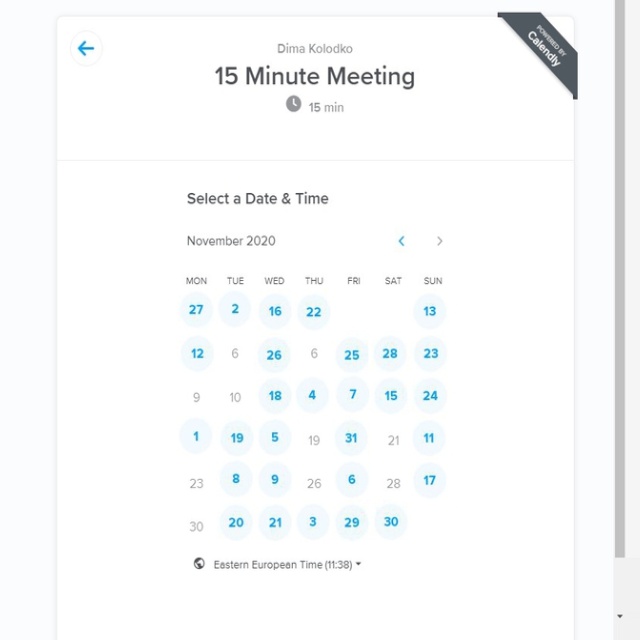 POWERED BY
Calendly
Dima Kolodko
15 Minute Meeting
15 min
Select a Date & Time
November 2020
MON TUE WED THU FRI SAT SUN
27 2 16 22 13
12 6 26 6 25 28 23
9 10 18 4 7 15 24
1 19 5 19 31 21 11
23 8 9 26 6 28 17
30 20 21 3 29 30
Eastern European Time (11:38)